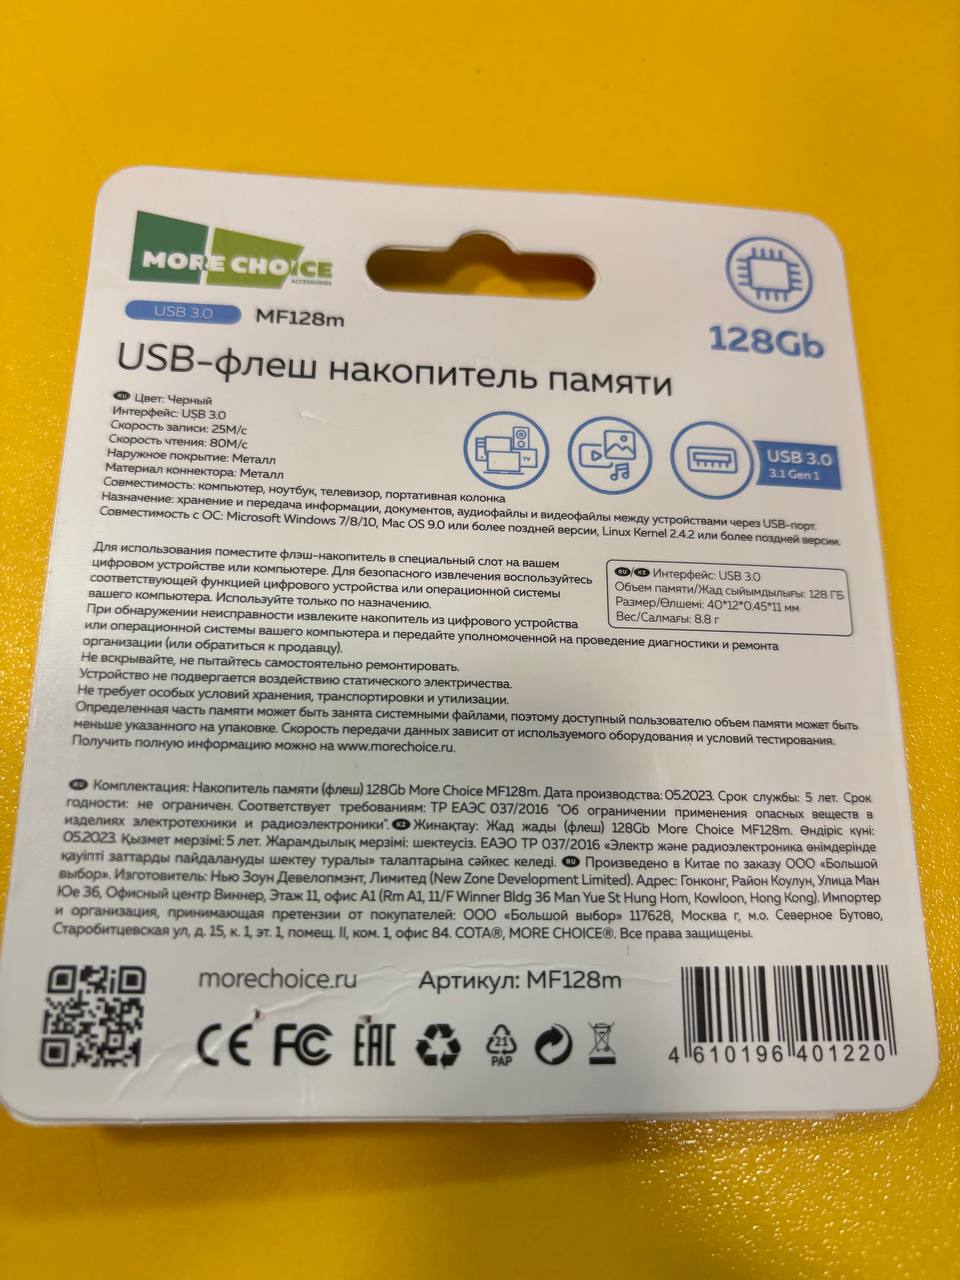 MORE CHOICE
ACCESSORIES
USB 3.0 MF128m
128Gb
USB-флеш накопитель памяти
RU Цвет: Черный
Интерфейс: USB 3.0
Скорость записи: 25М/с
Скорость чтения: 80М/с
Наружное покрытие: Металл
Материал коннектора: Металл
Совместимость: компьютер, ноутбук, телевизор, портативная колонка
Назначение: хранение и передача информации, документов, аудиофайлы и видеофайлы между устройствами через USB-порт.
Совместимость с ОС: Microsoft Windows 7/8/10, Mac OS 9.0 или более поздней версии, Linux Kernel 2.4.2 или более поздней версии.
TV
USB 3.0
3.1 Gen 1
Для использования поместите флэш-накопитель в специальный слот на вашем
цифровом устройстве или компьютере. Для безопасного извлечения воспользуйтесь
соответствующей функцией цифрового устройства или операционной системы
вашего компьютера. Используйте только по назначению.
При обнаружении неисправности извлеките накопитель из цифрового устройства
или операционной системы вашего компьютера и передайте уполномоченной на проведение диагностики и ремонта
организации (или обратиться к продавцу).
Не вскрывайте, не пытайтесь самостоятельно ремонтировать.
Устройство не подвергается воздействию статического электричества.
Не требует особых условий хранения, транспортировки и утилизации.
Определенная часть памяти может быть занята системными файлами, поэтому доступный пользователю объем памяти может быть
меньше указанного на упаковке. Скорость передачи данных зависит от используемого оборудования и условий тестирования.
Получить полную информацию можно на www.morechoice.ru.
RU/KZ Интерфейс: USB 3.0
Объем памяти/Жад сыйымдылығы: 128 ГБ
Размер/Өлшемі: 40*12*0.45*11 мм
Вес/Салмағы: 8.8 г
RU Комплектация: Накопитель памяти (флеш) 128Gb More Choice MF128m. Дата производства: 05.2023. Срок службы: 5 лет. Срок
годности: не ограничен. Соответствует требованиям: ТР ЕАЭС 037/2016 "Об ограничении применения опасных веществ в
изделиях электротехники и радиоэлектроники". KZ Жинақтау: Жад жады (флеш) 128Gb More Choice MF128m. Өндіріс күні:
05.2023. Қызмет мерзімі: 5 лет. Жарамдылық мерзімі: шектеусіз. ЕАЭО ТР 037/2016 «Электр және радиоэлектроника өнімдерінде
қауіпті заттарды пайдалануды шектеу туралы» талаптарына сәйкес келеді. RU Произведено в Китае по заказу ООО «Большой
выбор». Изготовитель: Нью Зоун Девелопмэнт, Лимитед (New Zone Development Limited). Адрес: Гонконг, Район Коулун, Улица Ман
Юе 36, Офисный центр Виннер, Этаж 11, офис А1 (Rm A1, 11/F Winner Bldg 36 Man Yue St Hung Hom, Kowloon, Hong Kong). Импортер
и организация, принимающая претензии от покупателей: ООО «Большой выбор» 117628, Москва г, м.о. Северное Бутово,
Старобитцевская ул, д. 15, к. 1, эт. 1, помещ. II, ком. 1, офис 84. COTA®, MORE CHOICE®. Все права защищены.
morechoice.ru Артикул: MF128m
CE FC EAC 21 PAP
4 610196 401220